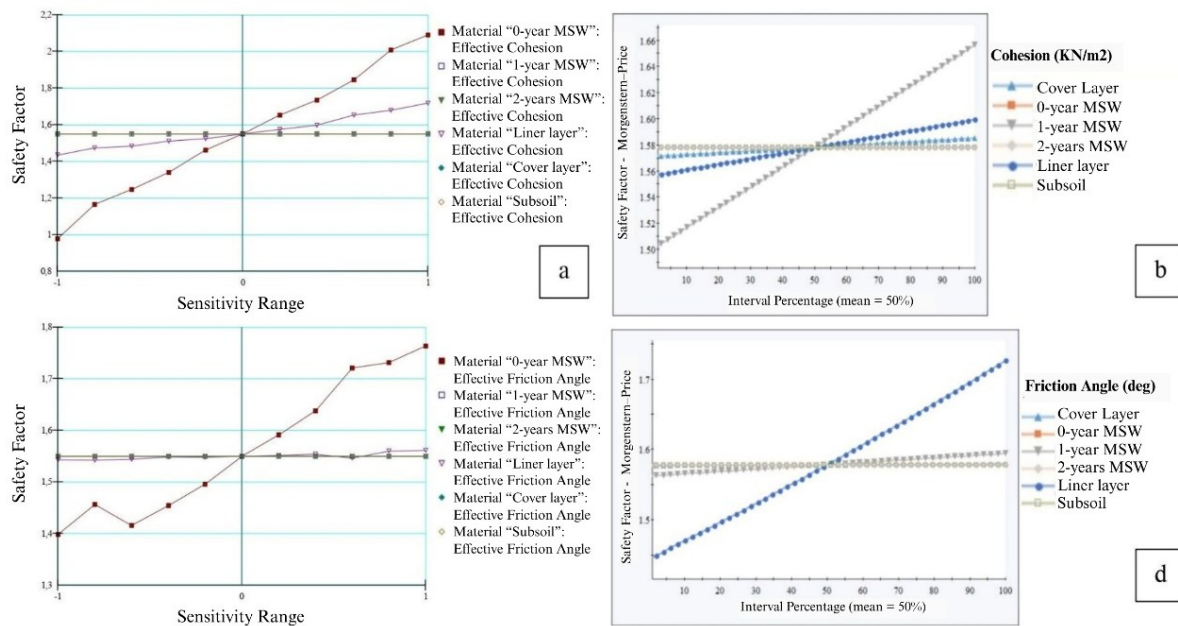 2,2
2
1,8
1,6
1,4
1,2
1
0,8
-1
0
1
Safety Factor
Sensitivity Range
Material “0-year MSW”:
Effective Cohesion
Material “1-year MSW”:
Effective Cohesion
Material “2-years MSW”:
Effective Cohesion
Material “Liner layer”:
Effective Cohesion
Material “Cover layer”:
Effective Cohesion
Material “Subsoil”:
Effective Cohesion
a
1.66
1.64
1.62
1.60
1.58
1.56
1.54
1.52
1.50
10 20 30 40 50 60 70 80 90 100
Safety Factor - Morgenstern–Price
Interval Percentage (mean = 50%)
Cohesion (KN/m2)
Cover Layer
0-year MSW
1-year MSW
2-years MSW
Liner layer
Subsoil
b
1,8
1,7
1,6
1,5
1,4
1,3
-1
0
1
Safety Factor
Sensitivity Range
Material “0-year MSW”:
Effective Friction Angle
Material “1-year MSW”:
Effective Friction Angle
Material “2-years MSW”:
Effective Friction Angle
Material “Liner layer”:
Effective Friction Angle
Material “Cover layer”:
Effective Friction Angle
Material “Subsoil”:
Effective Friction Angle
1.7
1.6
1.5
10 20 30 40 50 60 70 80 90 100
Safety Factor - Morgenstern–Price
Interval Percentage (mean = 50%)
Friction Angle (deg)
Cover Layer
0-year MSW
1-year MSW
2-years MSW
Liner layer
Subsoil
d